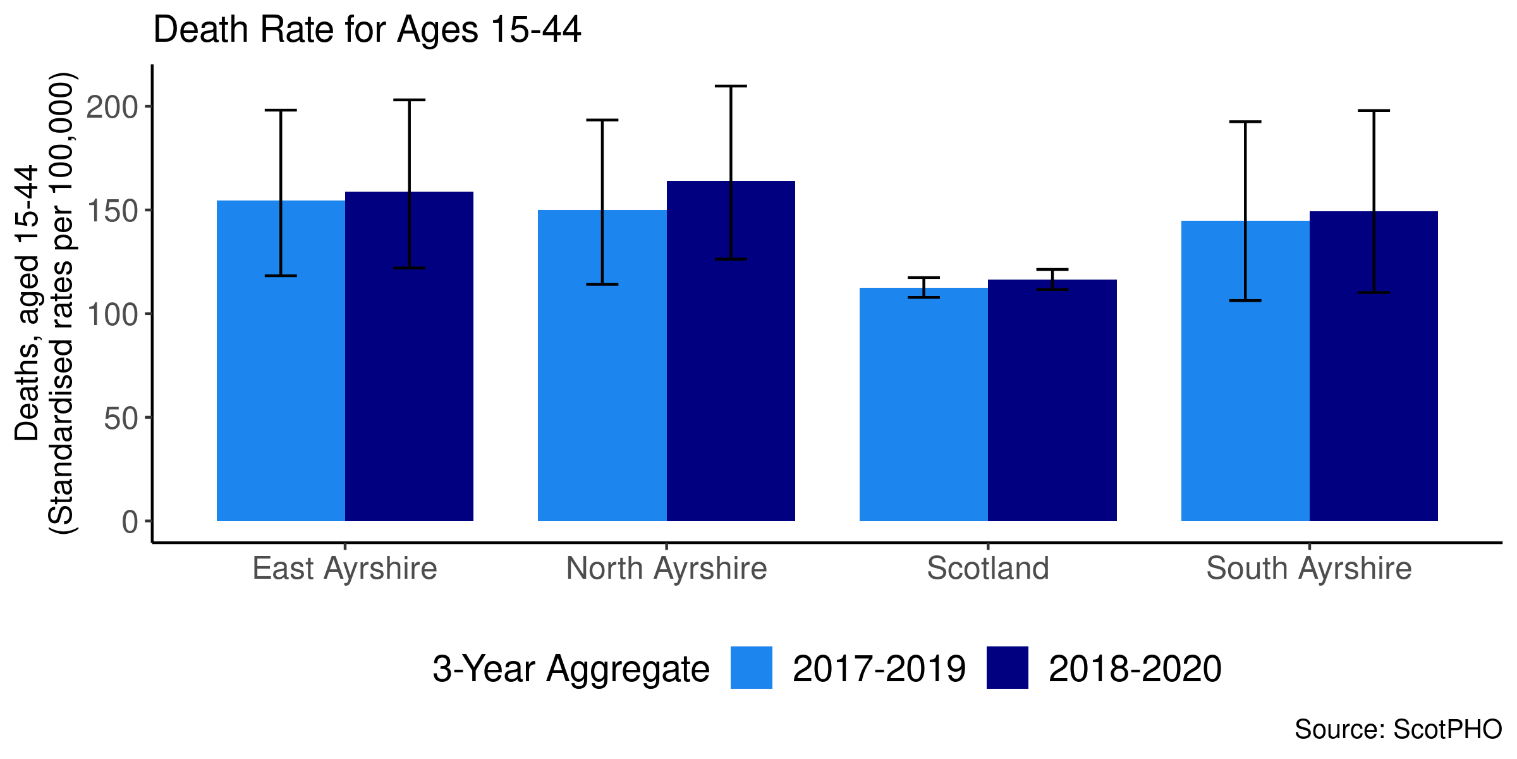 Death Rate for Ages 15-44
Deaths, aged 15-44
(Standardised rates per 100,000)
200
150
100
50
0
East Ayrshire North Ayrshire Scotland South Ayrshire
3-Year Aggregate 2017-2019 2018-2020
Source: ScotPHO